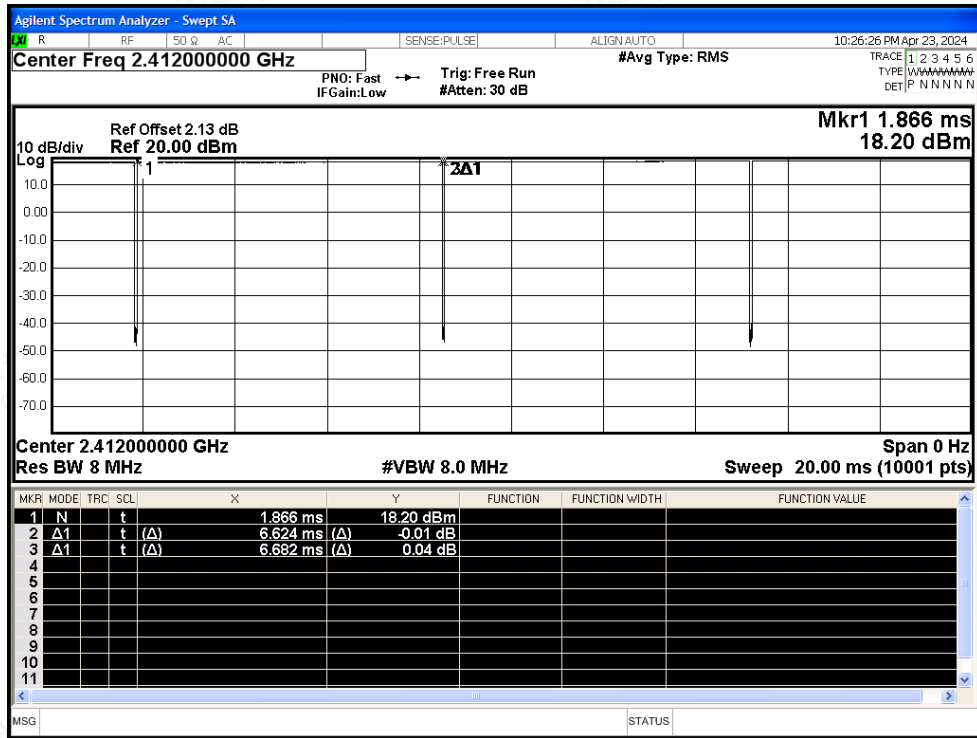 Agilent Spectrum Analyzer - Swept SA
LXI R RF 50 Ω AC SENSE:PULSE ALIGN AUTO 10:26:26 PM Apr 23, 2024
Center Freq 2.412000000 GHz
#Avg Type: RMS
TRACE 1 2 3 4 5 6
TYPE
DET P N N N N N
PNO: Fast Trig: Free Run
IFGain:Low #Atten: 30 dB
Mkr1 1.866 ms
18.20 dBm
Ref Offset 2.13 dB
10 dB/div Ref 20.00 dBm
Log
1 2 3Δ1
10.0
0.00
-10.0
-20.0
-30.0
-40.0
-50.0
-60.0
-70.0
Center 2.412000000 GHz Span 0 Hz
Res BW 8 MHz #VBW 8.0 MHz Sweep 20.00 ms (10001 pts)
MKR MODE TRC SCL X Y FUNCTION FUNCTION WIDTH FUNCTION VALUE
1 N t 1.866 ms 18.20 dBm
2 Δ1 t (Δ) 6.624 ms (Δ) -0.01 dB
3 Δ1 t (Δ) 6.682 ms (Δ) 0.04 dB
4
5
6
7
8
9
10
11
MSG STATUS